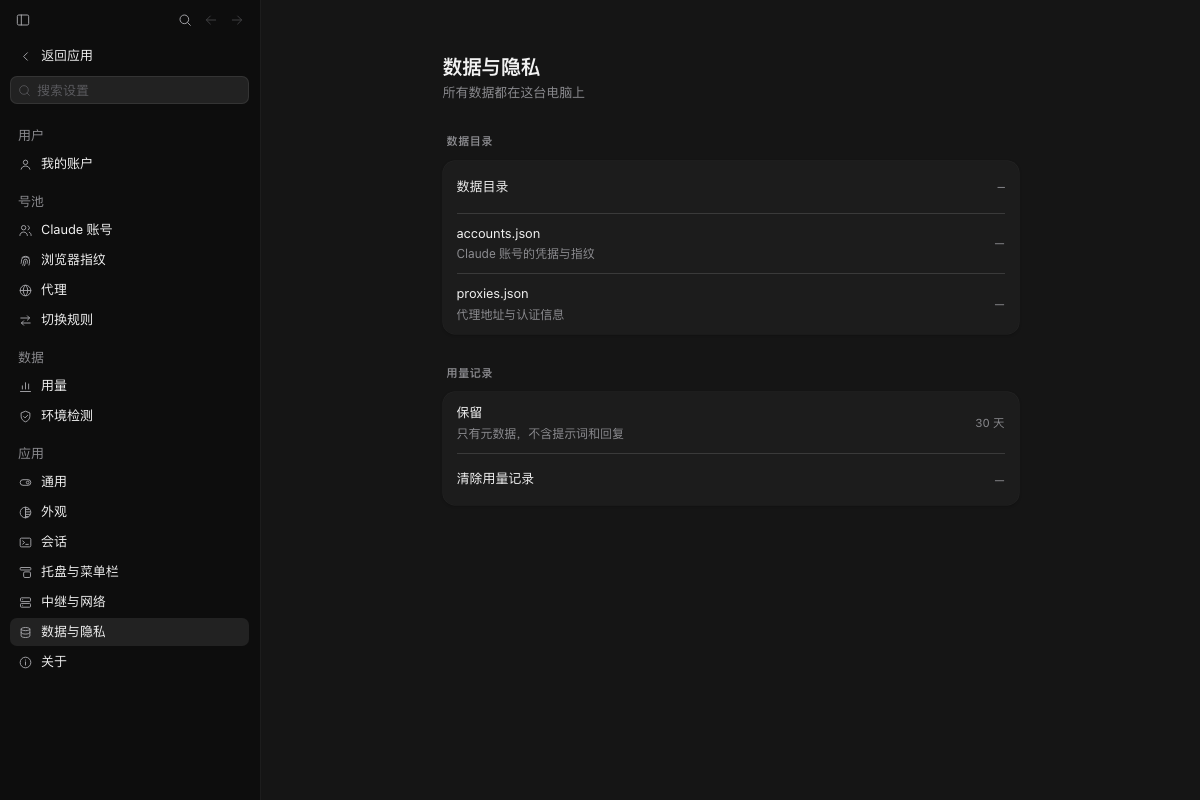 返回应用
搜索设置
用户
我的账户
号池
Claude 账号
浏览器指纹
代理
切换规则
数据
用量
环境检测
应用
通用
外观
会话
托盘与菜单栏
中继与网络
数据与隐私
关于
数据与隐私
所有数据都在这台电脑上
数据目录
数据目录 —
accounts.json
Claude 账号的凭据与指纹
—
proxies.json
代理地址与认证信息
—
用量记录
保留
只有元数据，不含提示词和回复
30 天
清除用量记录 —